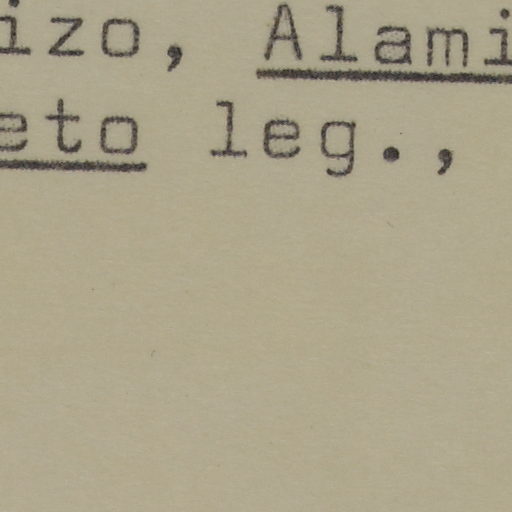 izo, Alami
eto leg.,